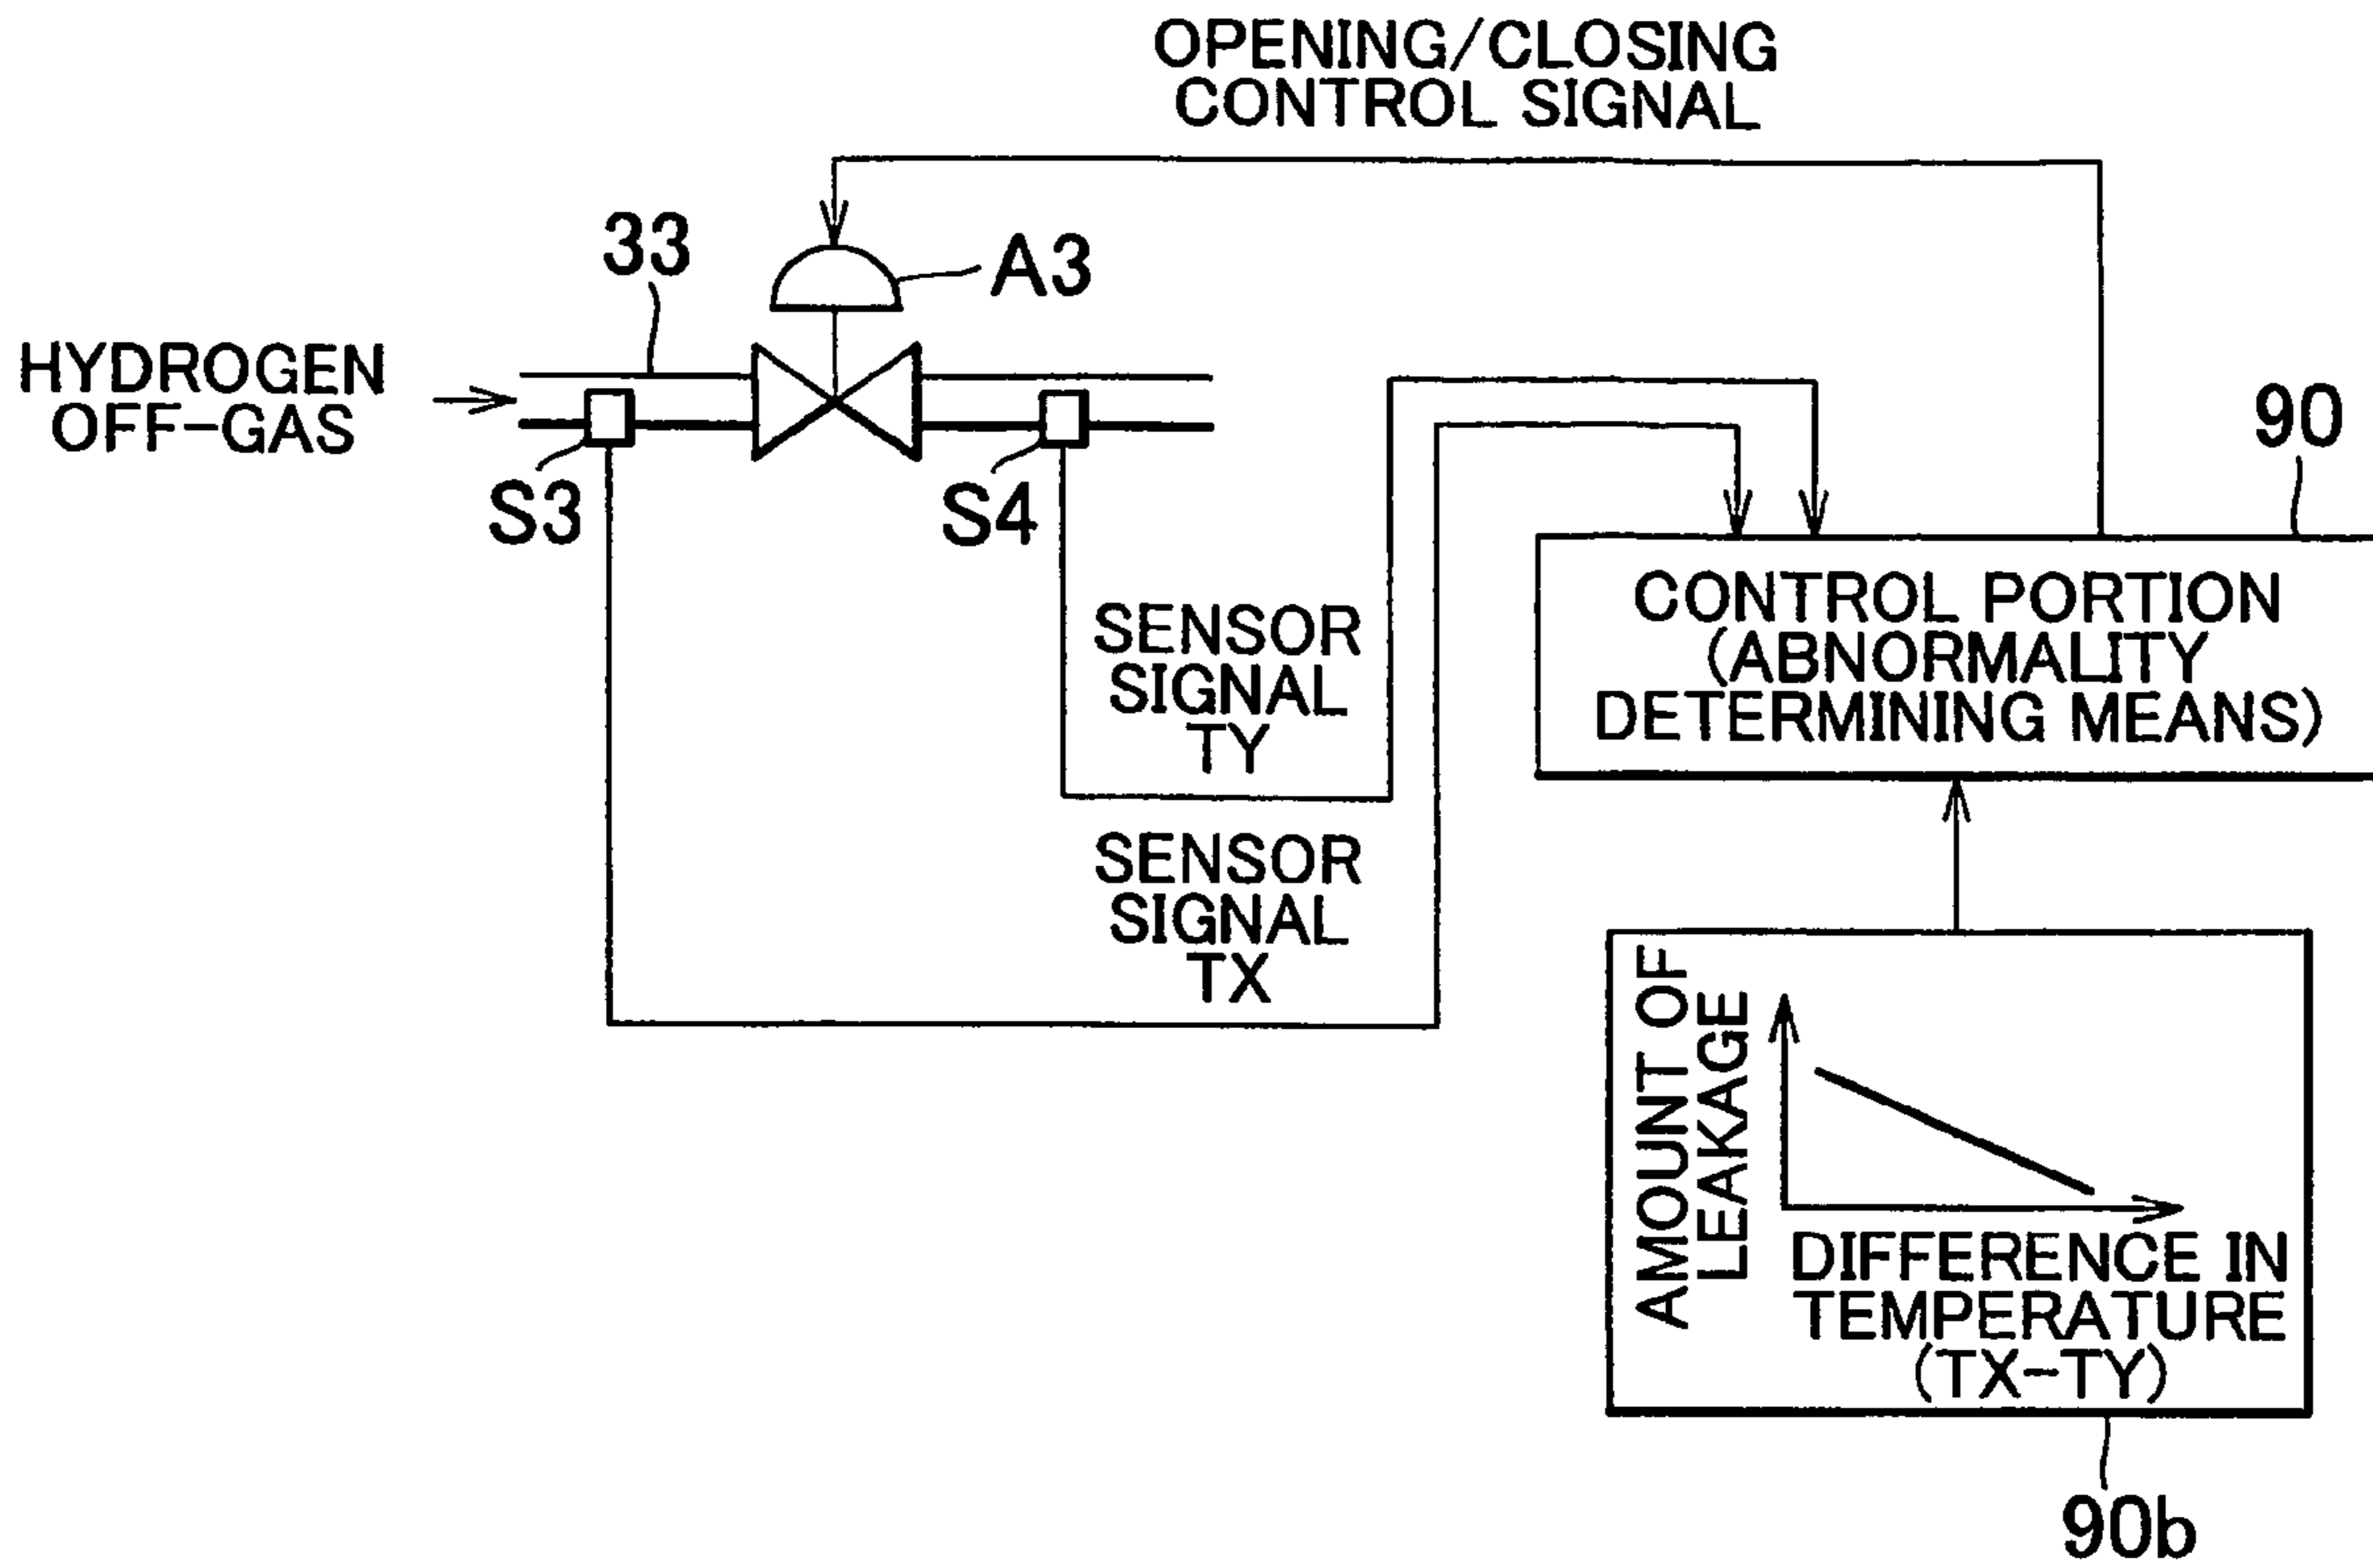 OPENING/CLOSING
CONTROL SIGNAL
33
A3
HYDROGEN
OFF-GAS
S3
S4
90
CONTROL PORTION
(ABNORMALITY
DETERMINING MEANS)
SENSOR
SIGNAL
TY
SENSOR
SIGNAL
TX
AMOUNT OF
LEAKAGE
DIFFERENCE IN
TEMPERATURE
(TX-TY)
90b